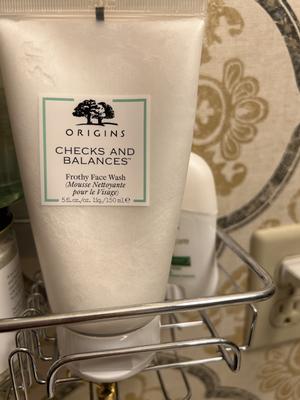 ORIGINS
CHECKS AND
BALANCES™
Frothy Face Wash
(Mousse Nettoyante
pour le Visage)
5 fl.oz./oz. liq./150 ml ℮